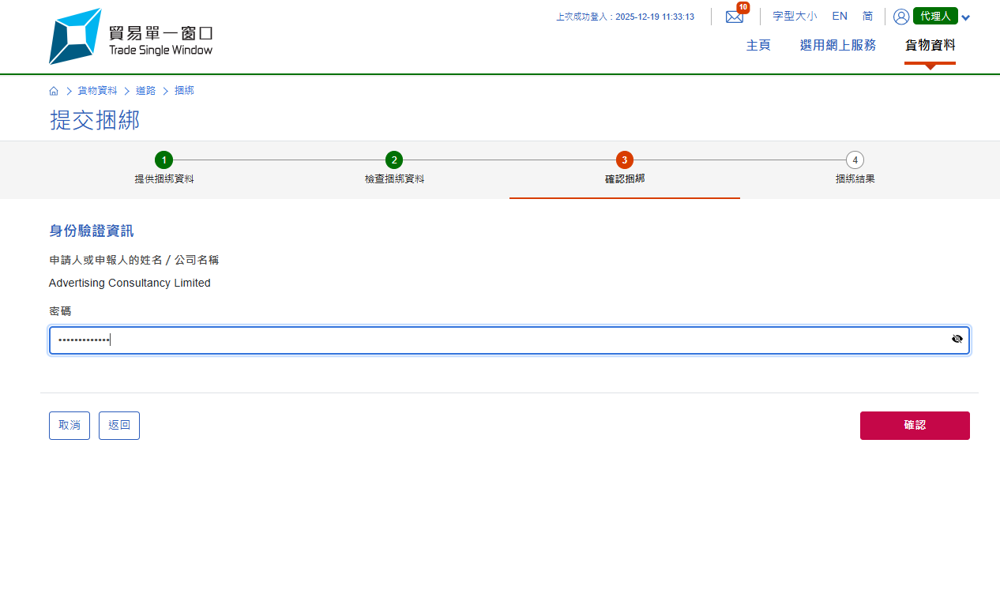 上次成功登入 : 2025-12-19 11:33:13
10
字型大小 EN 简
代理人
貿易單一窗口
Trade Single Window
主頁 選用網上服務 貨物資料
貨物資料 道路 捆綁
提交捆綁
1 2 3 4
提供捆綁資料 檢查捆綁資料 確認捆綁 捆綁結果
身份驗證資訊
申請人或申報人的姓名 / 公司名稱
Advertising Consultancy Limited
密碼
•••••••••••••
取消 返回 確認